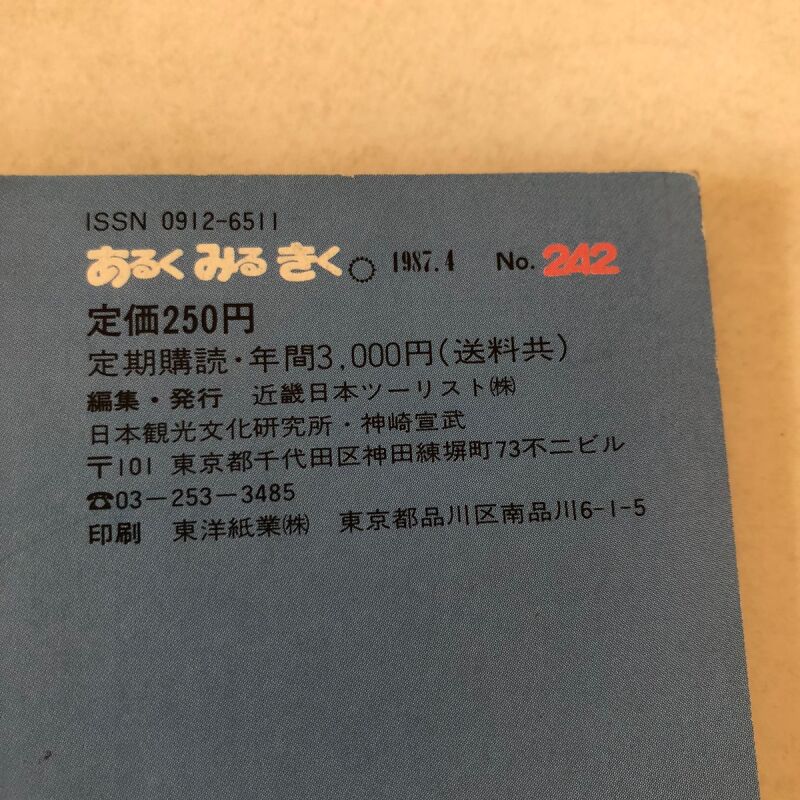 ISSN 0912-6511
あるく みる きく 1987.4 No.242
定価250円
定期購読・年間3,000円(送料共)
編集・発行 近畿日本ツーリスト㈱
日本観光文化研究所・神崎宣武
〒101 東京都千代田区神田練塀町73不二ビル
☎03-253-3485
印刷 東洋紙業㈱ 東京都品川区南品川6-1-5